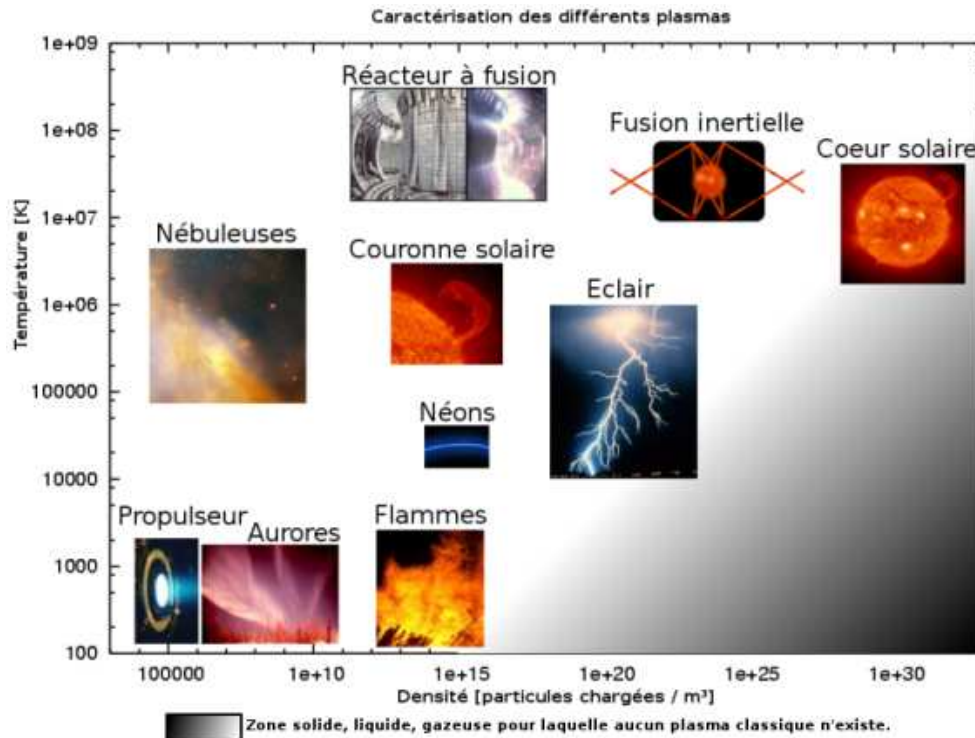 Caractérisation des différents plasmas
1e+09
1e+08
1e+07
1e+06
100000
10000
1000
100
Température [K]
Réacteur à fusion
Fusion inertielle
Coeur solaire
Nébuleuses
Couronne solaire
Eclair
Néons
Propulseur
Aurores
Flammes
100000 1e+10 1e+15 1e+20 1e+25 1e+30
Densité [particules chargées / m³]
Zone solide, liquide, gazeuse pour laquelle aucun plasma classique n'existe.